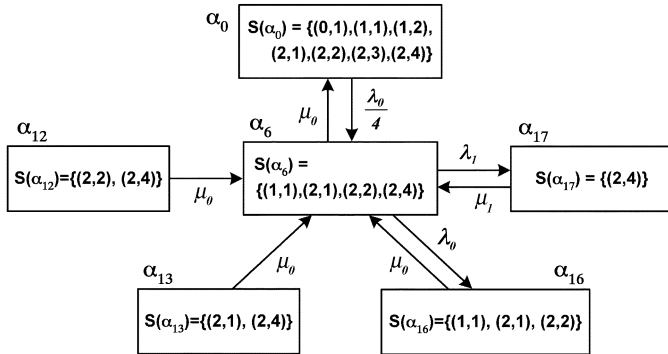 α₀
S(α₀) = {(0,1),(1,1),(1,2),
(2,1),(2,2),(2,3),(2,4)}
μ₀
λ₀/4
α₁₂
α₆
α₁₇
S(α₁₂)={(2,2), (2,4)}
μ₀
S(α₆) =
{(1,1),(2,1),(2,2),(2,4)}
λ₁
μ₁
S(α₁₇) = {(2,4)}
μ₀
μ₀
λ₀
α₁₃
α₁₆
S(α₁₃)={(2,1), (2,4)}
S(α₁₆)={(1,1), (2,1), (2,2)}